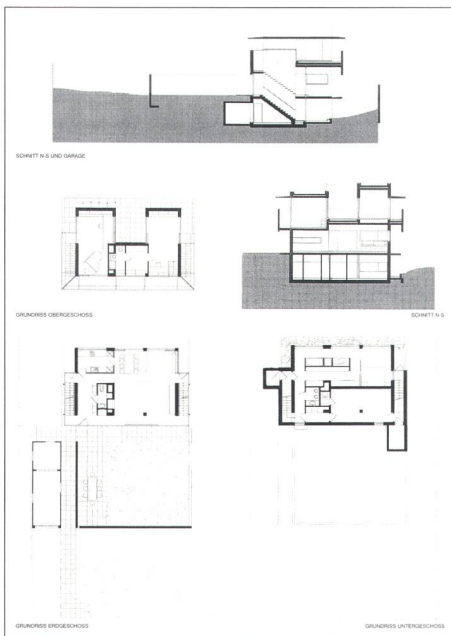 SCHNITT N-S UND GARAGE
GRUNDRISS OBERGESCHOSS
SCHNITT N-S
GRUNDRISS ERDGESCHOSS
GRUNDRISS UNTERGESCHOSS